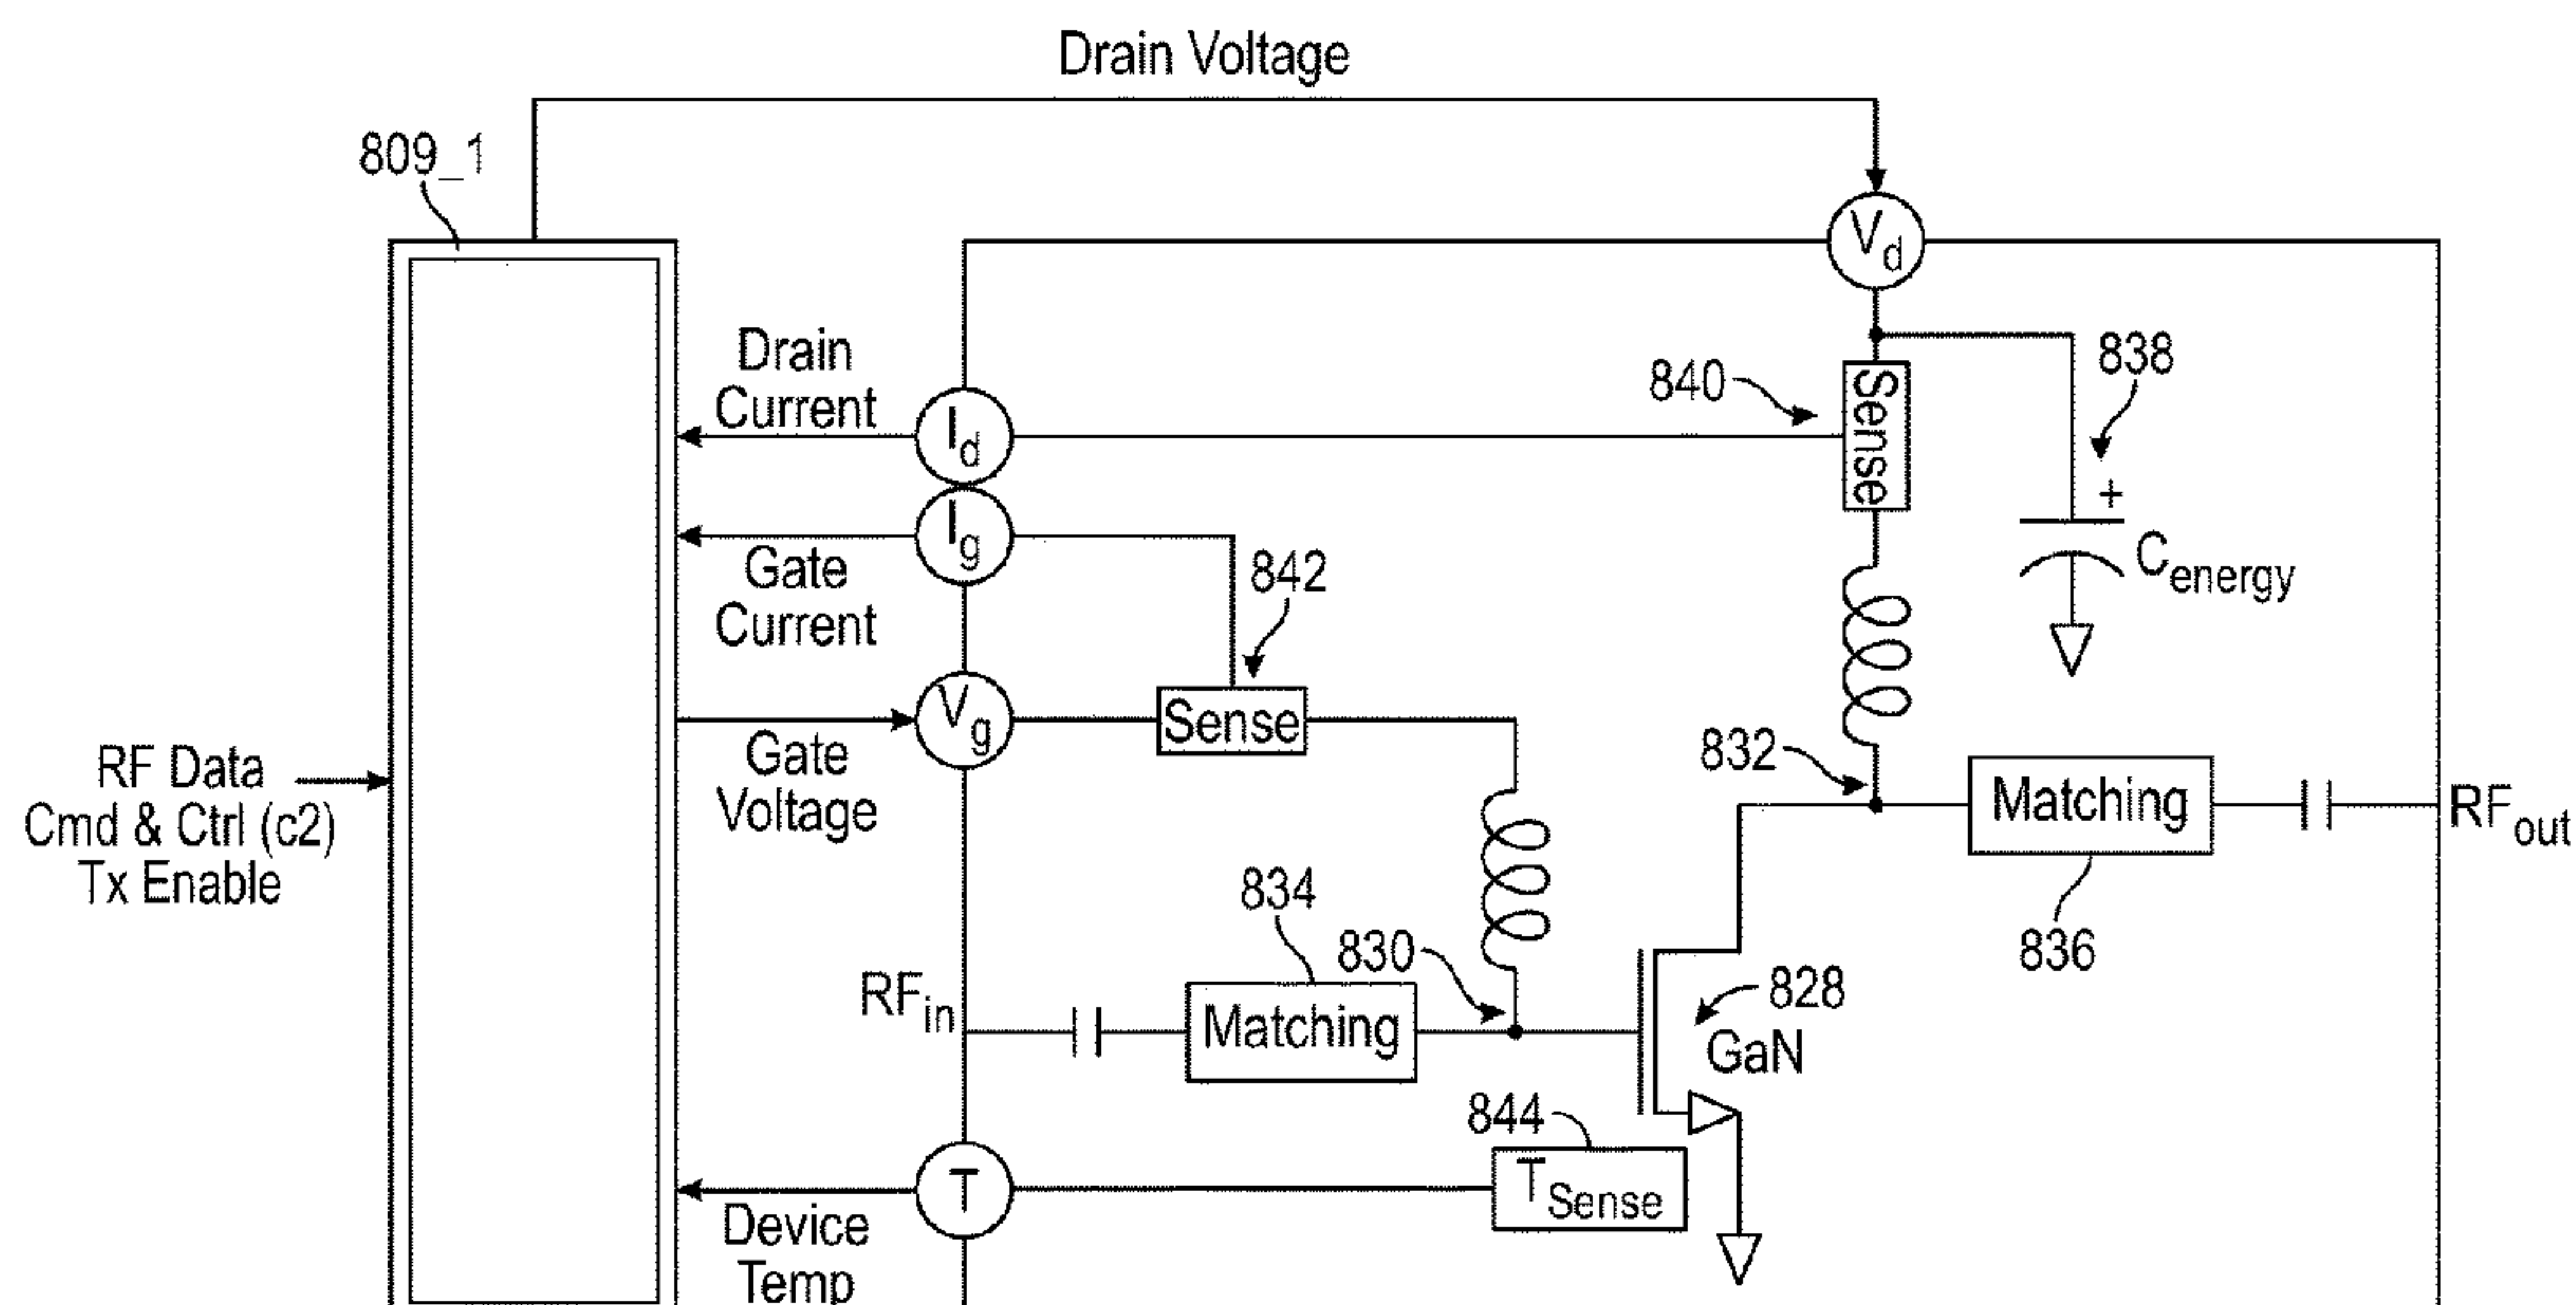 Drain Voltage
809_1
Vd
Drain
Current
Id
840
Sense
838
+
Cenergy
Ig
Gate
Current
842
Vg
Sense
Gate
Voltage
RF Data
Cmd & Ctrl (c2)
Tx Enable
832
Matching
RFout
836
834
830
RFin
Matching
828
GaN
844
TSense
T
Device
Temp